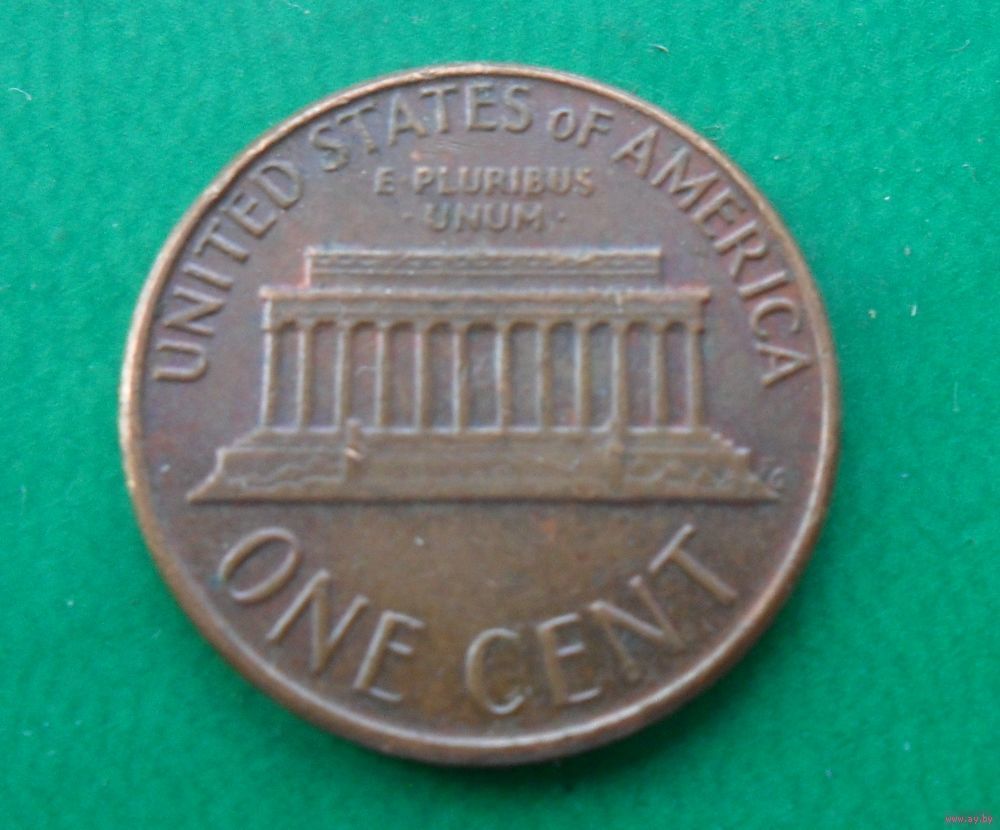 UNITED STATES OF AMERICA
E · PLURIBUS
· UNUM ·
ONE CENT
www.ay.by